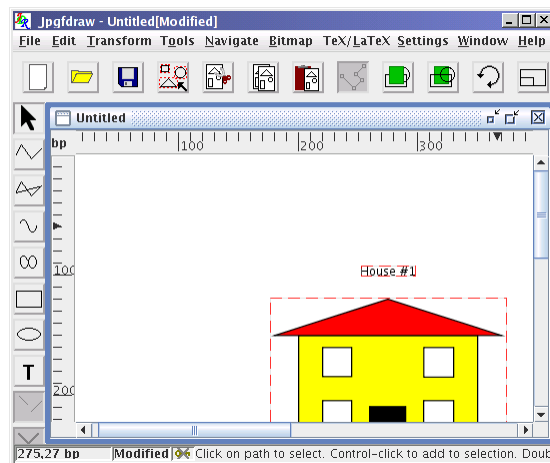 Jpgfdraw - Untitled[Modified]
File Edit Transform Tools Navigate Bitmap TeX/LaTeX Settings Window Help
Untitled
bp 100 200 300
100
House #1
200
T
275,27 bp Modified Click on path to select. Control-click to add to selection. Doub